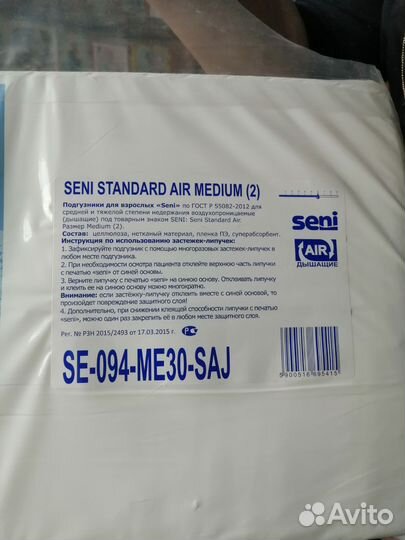 SENI STANDARD AIR MEDIUM (2)
Подгузники для взрослых «Seni» по ГОСТ Р 55082-2012 для
средней и тяжелой степени недержания воздухопроницаемые
(дышащие) под товарным знаком SENI: Seni Standard Air.
Размер Medium (2).
Состав: целлюлоза, нетканый материал, пленка ПЭ, суперабсорбент.
Инструкция по использованию застежек-липучек:
1. Зафиксируйте подгузник с помощью многоразовых застежек-липучек в
любом месте подгузника.
2. При необходимости осмотра пациента отклейте верхнюю часть липучки
с печатью «seni» от синей основы.
3. Верните липучку с печатью «seni» на синюю основу. Отклеивать липучку
и клеить ее на синюю основу можно многократно.
Внимание: если застёжку-липучку отклеить вместе с синей основой, то
произойдет повреждение защитного слоя!
4. Дополнительно, при снижении клеящей способности липучки с печатью
«seni», можно один раз закрепить её в любом месте на защитном слое.
Рег. № РЗН 2015/2493 от 17.03.2015 г.
seni
AIR
ДЫШАЩИЕ
SE-094-ME30-SAJ
5900516 695415
Avito